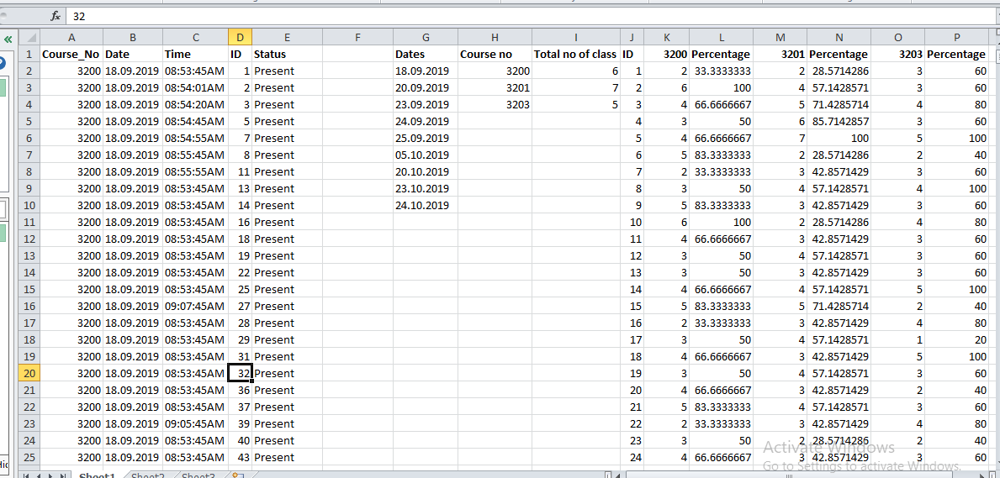 fx 32
A B C D E F G H I J K L M N O P
1 Course_No Date Time ID Status Dates Course no Total no of class ID 3200 Percentage 3201 Percentage 3203 Percentage
2 3200 18.09.2019 08:53:45AM 1 Present 18.09.2019 3200 6 1 2 33.3333333 2 28.5714286 3 60
3 3200 18.09.2019 08:54:01AM 2 Present 20.09.2019 3201 7 2 6 100 4 57.1428571 3 60
4 3200 18.09.2019 08:54:20AM 3 Present 23.09.2019 3203 5 3 4 66.6666667 5 71.4285714 4 80
5 3200 18.09.2019 08:54:45AM 5 Present 24.09.2019 4 3 50 6 85.7142857 3 60
6 3200 18.09.2019 08:54:55AM 7 Present 25.09.2019 5 4 66.6666667 7 100 5 100
7 3200 18.09.2019 08:55:45AM 8 Present 05.10.2019 6 5 83.3333333 2 28.5714286 2 40
8 3200 18.09.2019 08:55:55AM 11 Present 20.10.2019 7 2 33.3333333 3 42.8571429 3 60
9 3200 18.09.2019 08:53:45AM 13 Present 23.10.2019 8 3 50 4 57.1428571 4 100
10 3200 18.09.2019 08:53:45AM 14 Present 24.10.2019 9 5 83.3333333 3 42.8571429 3 60
11 3200 18.09.2019 08:53:45AM 16 Present 10 6 100 2 28.5714286 4 80
12 3200 18.09.2019 08:53:45AM 18 Present 11 4 66.6666667 3 42.8571429 3 60
13 3200 18.09.2019 08:53:45AM 19 Present 12 3 50 4 57.1428571 3 60
14 3200 18.09.2019 08:53:45AM 22 Present 13 3 50 3 42.8571429 3 60
15 3200 18.09.2019 08:53:45AM 25 Present 14 4 66.6666667 4 57.1428571 5 100
16 3200 18.09.2019 09:07:45AM 27 Present 15 5 83.3333333 5 71.4285714 2 40
17 3200 18.09.2019 08:53:45AM 28 Present 16 2 33.3333333 3 42.8571429 4 80
18 3200 18.09.2019 08:53:45AM 29 Present 17 3 50 4 57.1428571 1 20
19 3200 18.09.2019 08:53:45AM 31 Present 18 4 66.6666667 3 42.8571429 5 100
20 3200 18.09.2019 08:53:45AM 32 Present 19 3 50 4 57.1428571 3 60
21 3200 18.09.2019 08:53:45AM 36 Present 20 4 66.6666667 3 42.8571429 2 40
22 3200 18.09.2019 08:53:45AM 37 Present 21 5 83.3333333 4 57.1428571 3 60
23 3200 18.09.2019 09:05:45AM 39 Present 22 2 33.3333333 3 42.8571429 4 80
24 3200 18.09.2019 08:53:45AM 40 Present 23 3 50 2 28.5714286 2 40
25 3200 18.09.2019 08:53:45AM 43 Present 24 4 66.6666667 3 42.8571429 3 60
Activate Windows
Go to Settings to activate Windows.
Sheet1 Sheet2 Sheet3